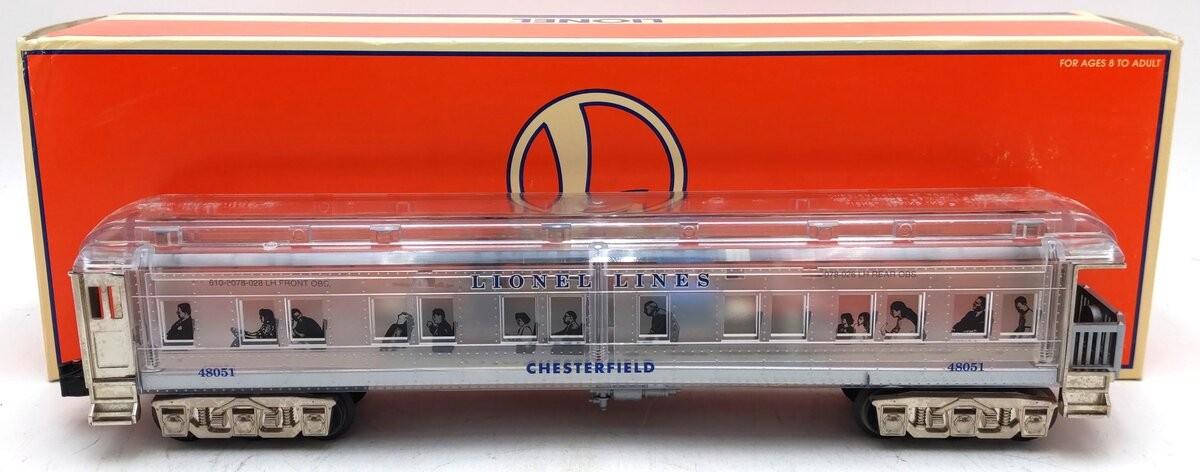 LIONEL
FOR AGES 8 TO ADULT
L
610-2078-028 LH FRONT OBS.
LIONEL LINES
-078-028 LH REAR OBS.
48051
CHESTERFIELD
48051